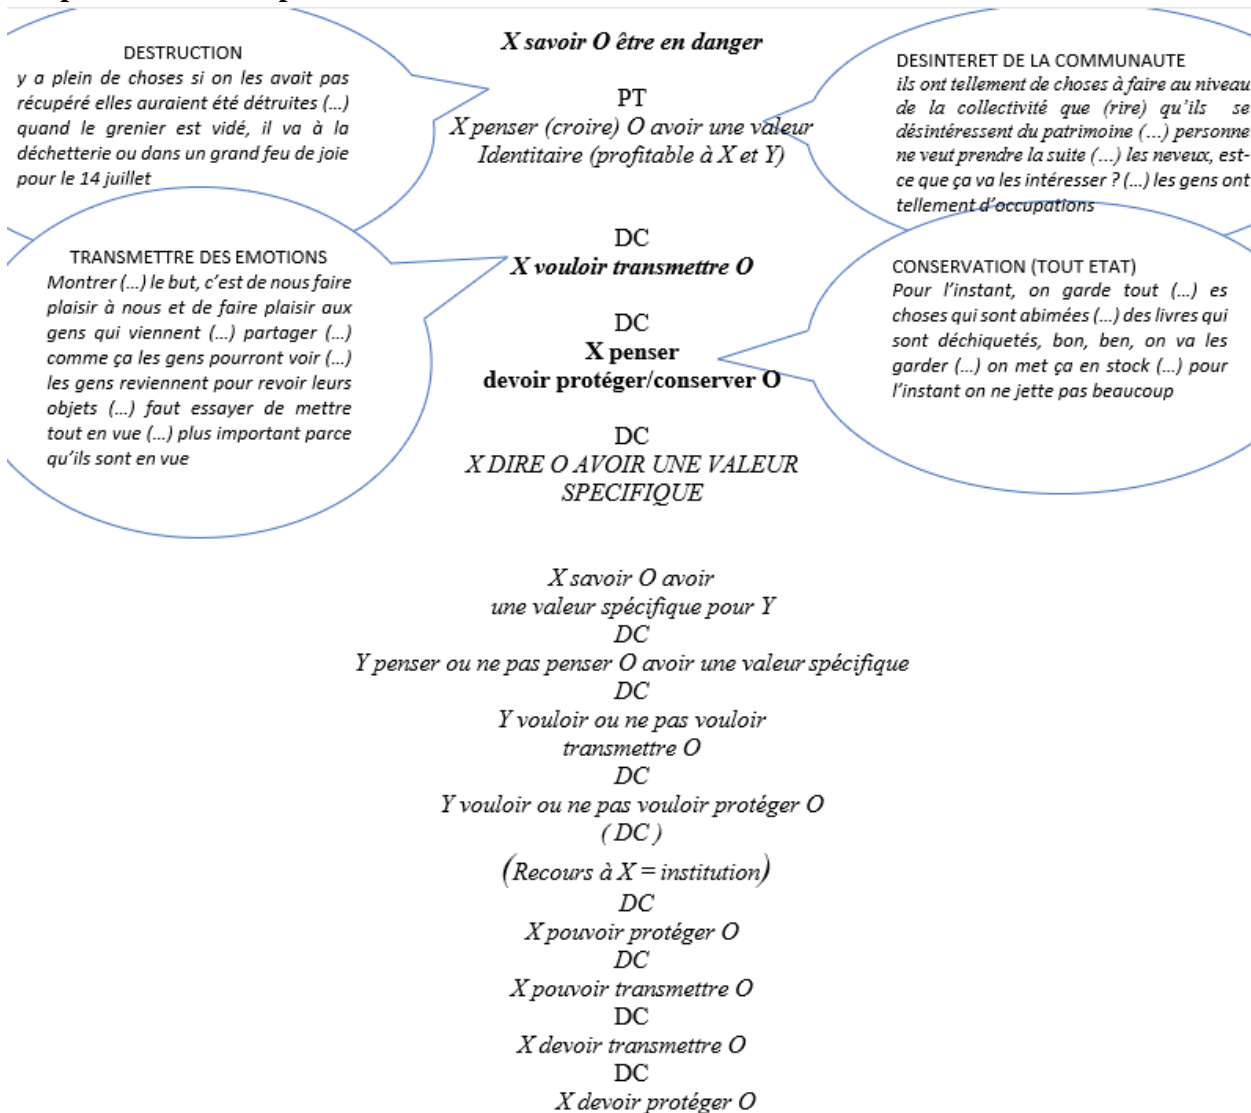 DESTRUCTION
y a plein de choses si on les avait pas
récupéré elles auraient été détruites (...)
quand le grenier est vidé, il va à la
déchetterie ou dans un grand feu de joie
pour le 14 juillet
X savoir O être en danger
PT
X penser (croire) O avoir une valeur
Identitaire (profitable à X et Y)
DESINTERET DE LA COMMUNAUTE
ils ont tellement de choses à faire au niveau
de la collectivité que (rire) qu'ils se
désintéressent du patrimoine (...) personne
ne veut prendre la suite (...) les neveux, est-
ce que ça va les intéresser ? (...) les gens ont
tellement d'occupations
TRANSMETTRE DES EMOTIONS
Montrer (...) le but, c'est de nous faire
plaisir à nous et de faire plaisir aux
gens qui viennent (...) partager (...)
comme ça les gens pourront voir (...)
les gens reviennent pour revoir leurs
objets (...) faut essayer de mettre
tout en vue (...) plus important parce
qu'ils sont en vue
DC
X vouloir transmettre O
DC
X penser
devoir protéger/conserver O
CONSERVATION (TOUT ETAT)
Pour l'instant, on garde tout (...) es
choses qui sont abimées (...) des livres qui
sont déchiquetés, bon, ben, on va les
garder (...) on met ça en stock (...) pour
l'instant on ne jette pas beaucoup
DC
X DIRE O AVOIR UNE VALEUR
SPECIFIQUE
X savoir O avoir
une valeur spécifique pour Y
DC
Y penser ou ne pas penser O avoir une valeur spécifique
DC
Y vouloir ou ne pas vouloir
transmettre O
DC
Y vouloir ou ne pas vouloir protéger O
( DC )
(Recours à X = institution)
DC
X pouvoir protéger O
DC
X pouvoir transmettre O
DC
X devoir transmettre O
DC
X devoir protéger O